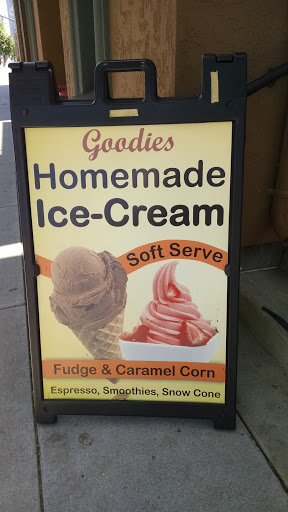 Goodies
Homemade
Ice-Cream
Soft Serve
Fudge & Caramel Corn
Espresso, Smoothies, Snow Cone